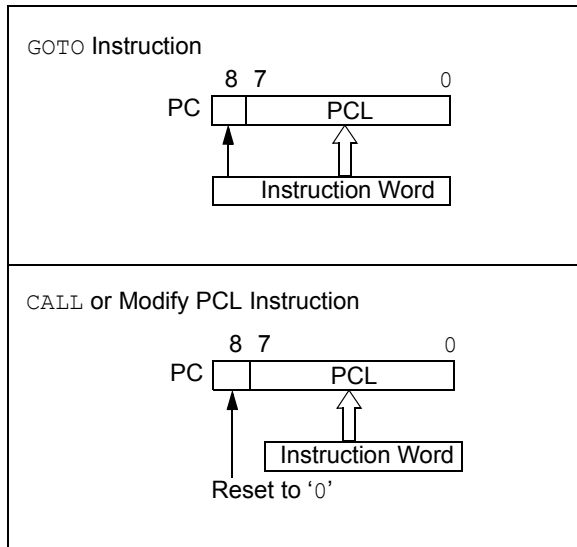 GOTO Instruction
8 7 0
PC PCL
Instruction Word
CALL or Modify PCL Instruction
8 7 0
PC PCL
Instruction Word
Reset to ‘0’